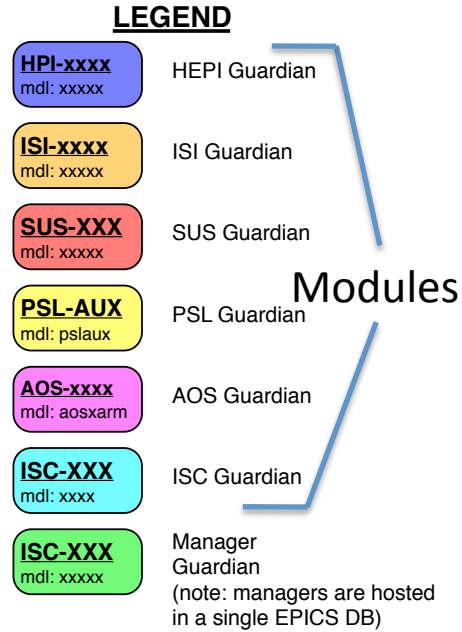 LEGEND
HPI-xxxx
mdl: xxxxx
HEPI Guardian
ISI-xxxx
mdl: xxxxx
ISI Guardian
SUS-XXX
mdl: xxxxx
SUS Guardian
Modules
PSL-AUX
mdl: pslaux
PSL Guardian
AOS-xxxx
mdl: aosxarm
AOS Guardian
ISC-XXX
mdl: xxxx
ISC Guardian
ISC-XXX
mdl: xxxxx
Manager
Guardian
(note: managers are hosted
in a single EPICS DB)